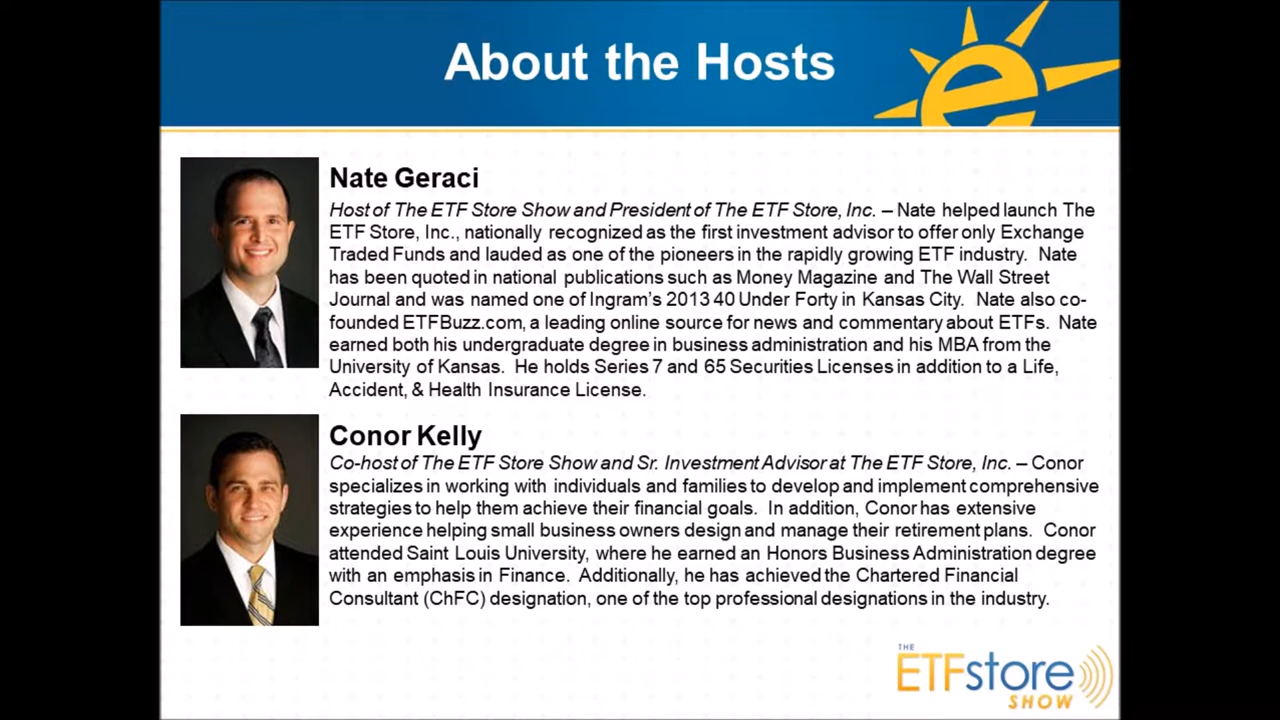 About the Hosts
Nate Geraci
Host of The ETF Store Show and President of The ETF Store, Inc. – Nate helped launch The
ETF Store, Inc., nationally recognized as the first investment advisor to offer only Exchange
Traded Funds and lauded as one of the pioneers in the rapidly growing ETF industry.  Nate
has been quoted in national publications such as Money Magazine and The Wall Street
Journal and was named one of Ingram's 2013 40 Under Forty in Kansas City.  Nate also co-
founded ETFBuzz.com, a leading online source for news and commentary about ETFs.  Nate
earned both his undergraduate degree in business administration and his MBA from the
University of Kansas.  He holds Series 7 and 65 Securities Licenses in addition to a Life,
Accident, & Health Insurance License.
Conor Kelly
Co-host of The ETF Store Show and Sr. Investment Advisor at The ETF Store, Inc. – Conor
specializes in working with individuals and families to develop and implement comprehensive
strategies to help them achieve their financial goals.  In addition, Conor has extensive
experience helping small business owners design and manage their retirement plans.  Conor
attended Saint Louis University, where he earned an Honors Business Administration degree
with an emphasis in Finance.  Additionally, he has achieved the Chartered Financial
Consultant (ChFC) designation, one of the top professional designations in the industry.
THE
ETFstore
SHOW